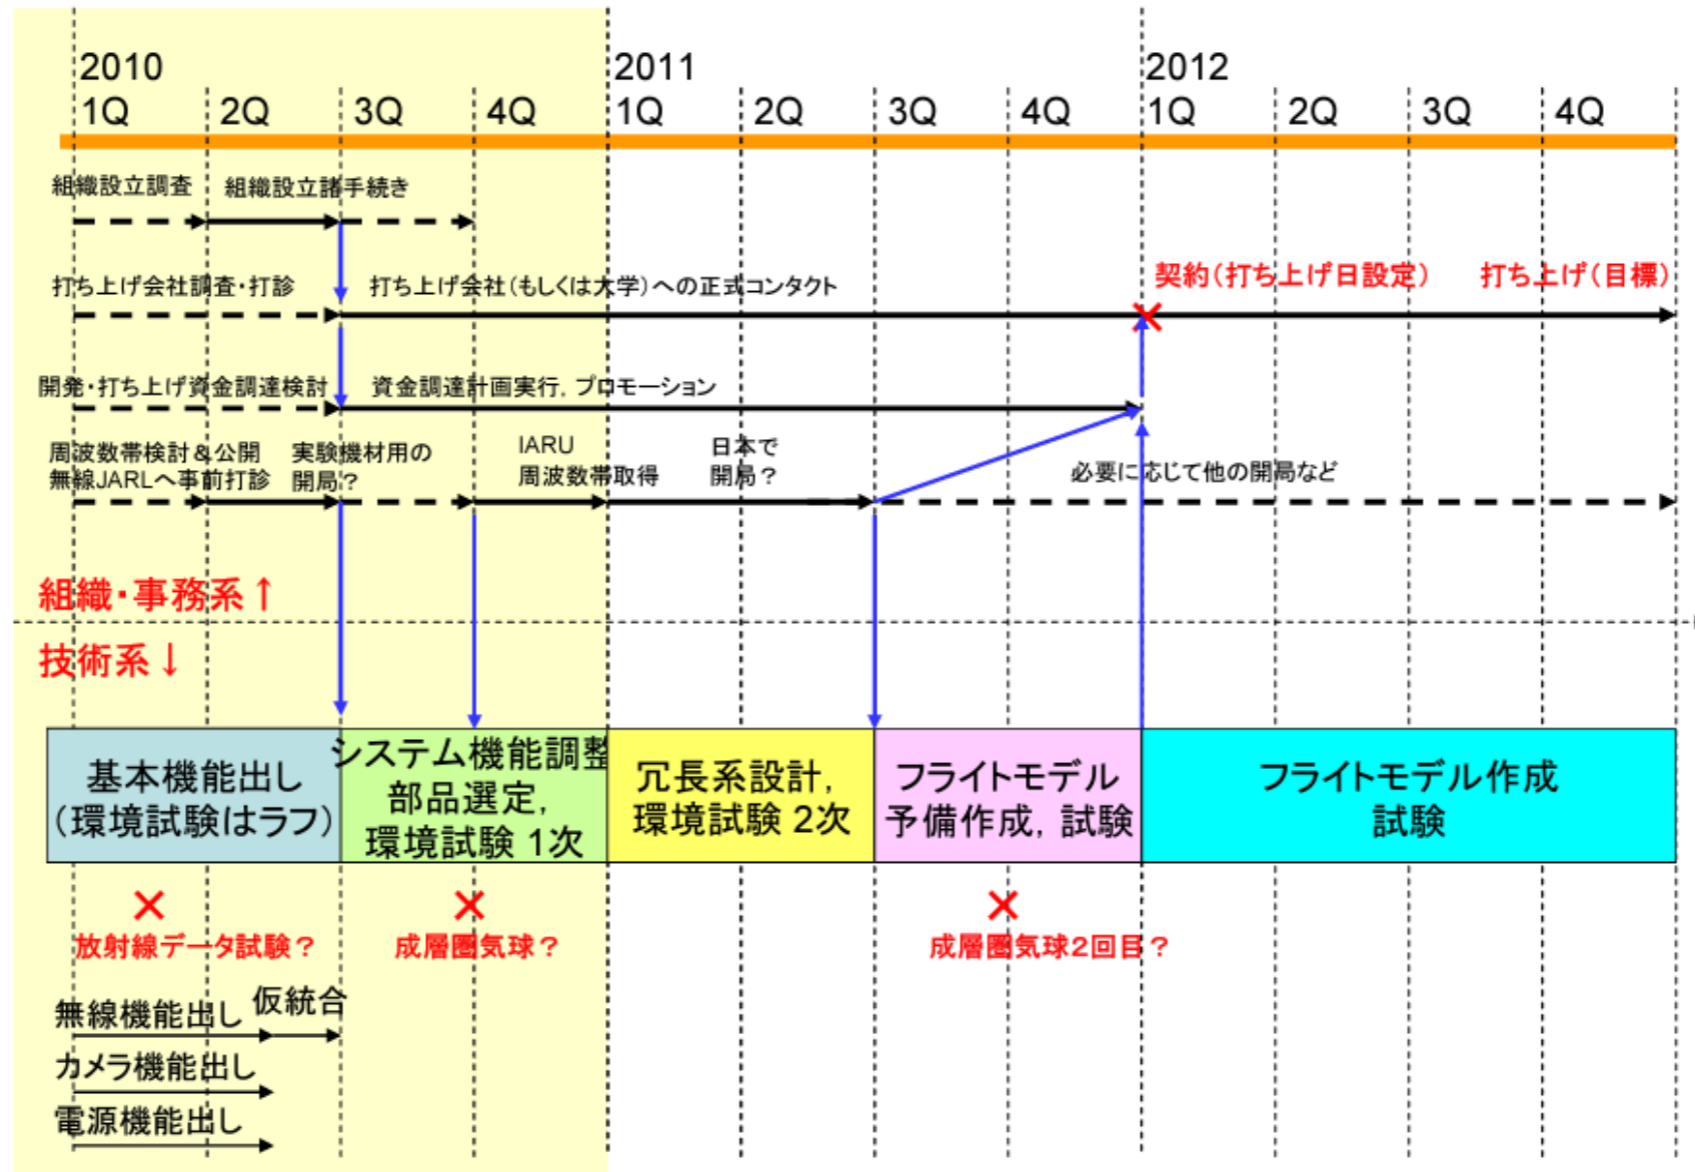 2010
2011
2012
1Q
2Q
3Q
4Q
1Q
2Q
3Q
4Q
1Q
2Q
3Q
4Q
組織設立調査
組織設立諸手続き
契約(打ち上げ日設定)
打ち上げ(目標)
打ち上げ会社調査・打診
打ち上げ会社(もしくは大学)への正式コンタクト
開発・打ち上げ資金調達検討
資金調達計画実行, プロモーション
周波数帯検討&公開
無線JARLへ事前打診
実験機材用の
開局?
IARU
周波数帯取得
日本で
開局?
必要に応じて他の開局など
組織・事務系↑
技術系↓
基本機能出し
(環境試験はラフ)
システム機能調整
部品選定,
環境試験 1次
冗長系設計,
環境試験 2次
フライトモデル
予備作成, 試験
フライトモデル作成
試験
放射線データ試験?
成層圏気球?
成層圏気球2回目?
無線機能出し
仮統合
カメラ機能出し
電源機能出し